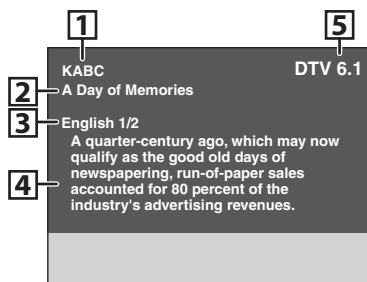 1
5
KABC
DTV 6.1
2
A Day of Memories
3
English 1/2
A quarter-century ago, which may now
qualify as the good old days of
newspapering, run-of-paper sales
4
accounted for 80 percent of the
industry's advertising revenues.